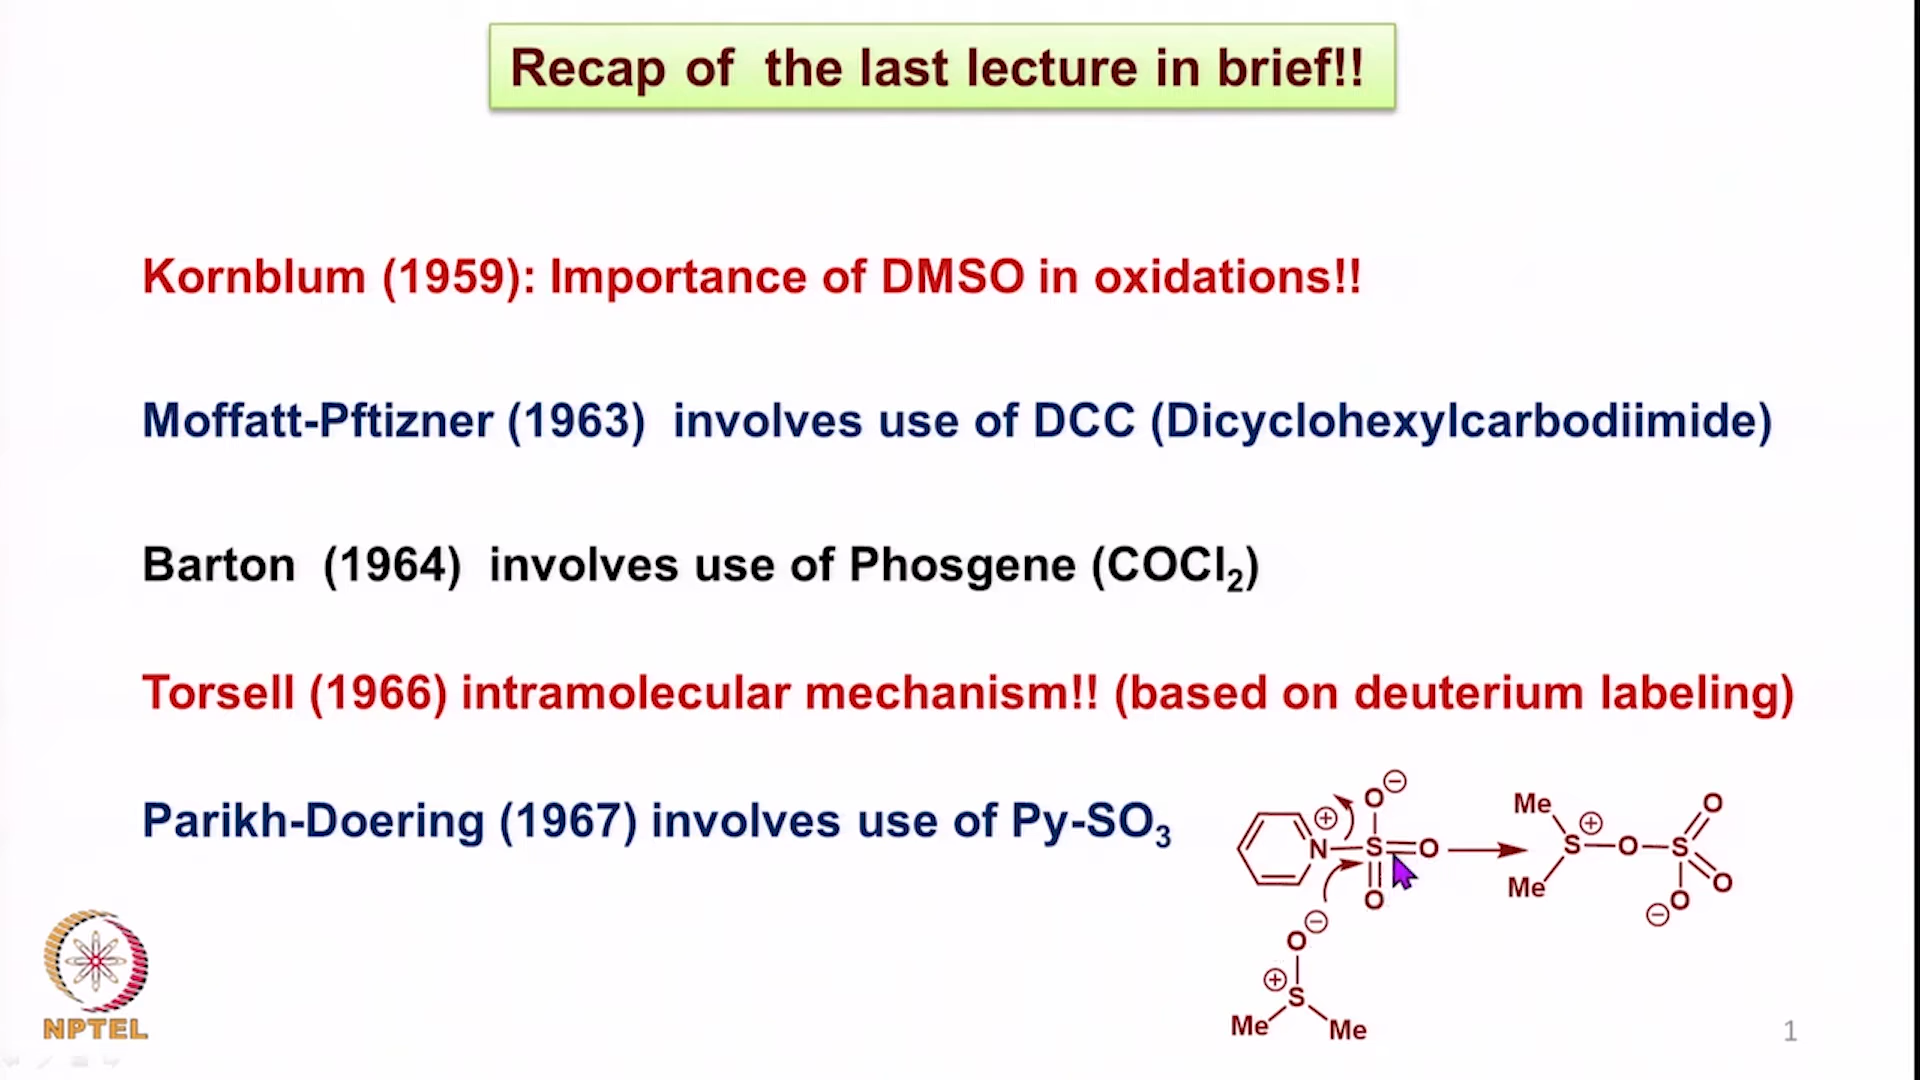 Recap of the last lecture in brief!!
Kornblum (1959): Importance of DMSO in oxidations!!
Moffatt-Pftizner (1963) involves use of DCC (Dicyclohexylcarbodiimide)
Barton (1964) involves use of Phosgene (COCl₂)
Torsell (1966) intramolecular mechanism!! (based on deuterium labeling)
Parikh-Doering (1967) involves use of Py-SO₃
O ⊖
⊕
N S O
O
⊖
O
⊕
S
Me Me
Me O
⊕
S O S
Me O
⊖ O
NPTEL
1